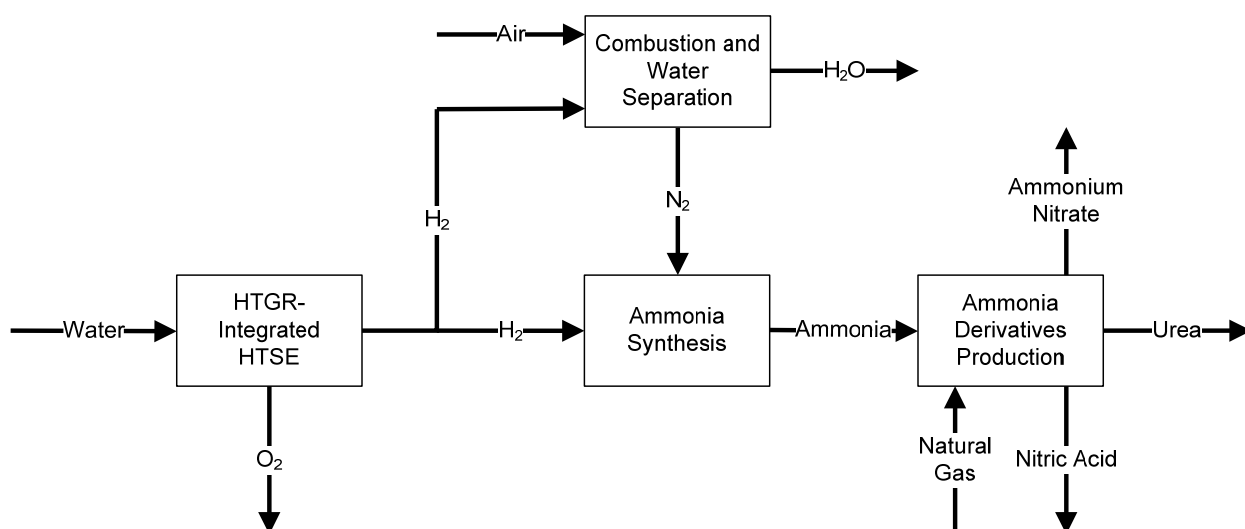 Air
Combustion and
Water
Separation
H₂O
N₂
Ammonium
Nitrate
H₂
Water
HTGR-
Integrated
HTSE
H₂
Ammonia
Synthesis
Ammonia
Ammonia
Derivatives
Production
Urea
O₂
Natural
Gas
Nitric Acid